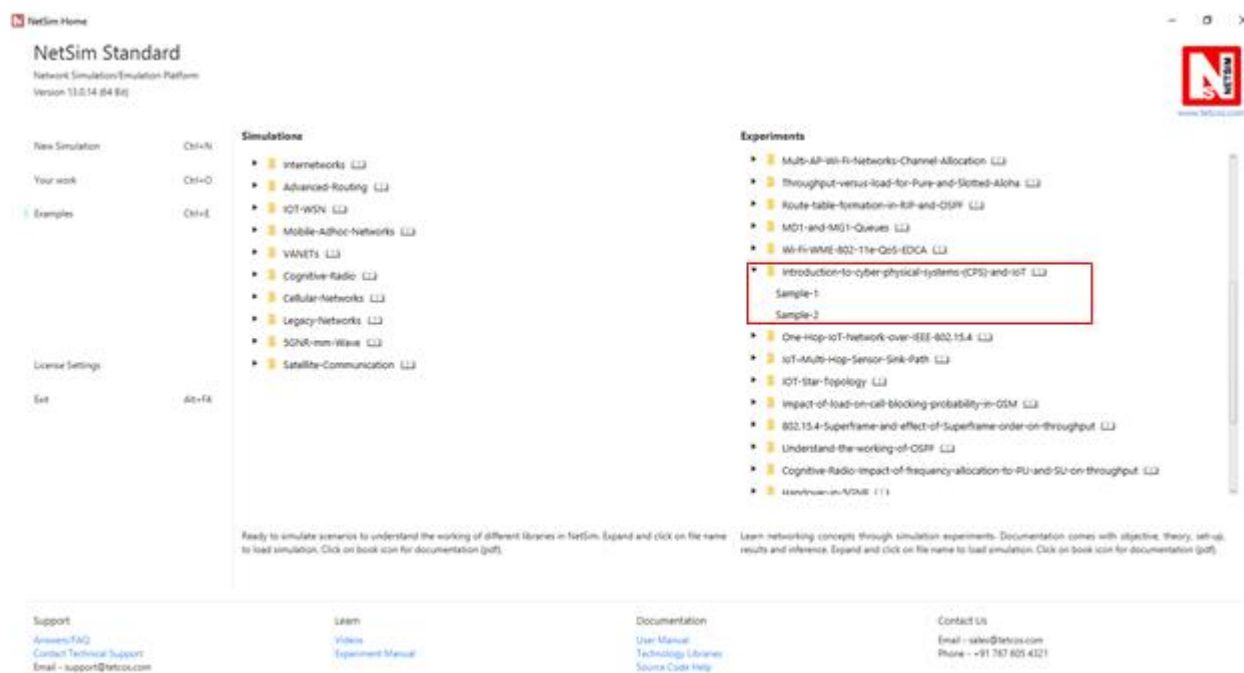 NetSim Home
NetSim Standard
Network Simulation/Emulation Platform
Version 13.0.14 (64 Bit)
NETSIM
www.tetcos.com
New Simulation Ctrl+N
Your work Ctrl+O
Examples Ctrl+E
License Settings
Exit Alt+F4
Simulations
Internetworks
Advanced-Routing
IOT-WSN
Mobile-Adhoc-Networks
VANETs
Cognitive-Radio
Cellular-Networks
Legacy-Networks
5GNR-mm-Wave
Satellite-Communication
Ready to simulate scenarios to understand the working of different libraries in NetSim. Expand and click on file name
to load simulation. Click on book icon for documentation (pdf).
Experiments
Multi-AP-Wi-Fi-Networks-Channel-Allocation
Throughput-versus-load-for-Pure-and-Slotted-Aloha
Route-table-formation-in-RIP-and-OSPF
MD1-and-MG1-Queues
Wi-Fi-WME-802-11e-QoS-EDCA
Introduction-to-cyber-physical-systems-(CPS)-and-IoT
Sample-1
Sample-2
One-Hop-IoT-Network-over-IEEE-802.15.4
IoT-Multi-Hop-Sensor-Sink-Path
IOT-Star-Topology
Impact-of-load-on-call-blocking-probability-in-GSM
802.15.4-Superframe-and-effect-of-Superframe-order-on-throughput
Understand-the-working-of-OSPF
Cognitive-Radio-Impact-of-frequency-allocation-to-PU-and-SU-on-throughput
Handover-in-5GNR
Learn networking concepts through simulation experiments. Documentation comes with objective, theory, set-up,
results and inference. Expand and click on file name to load simulation. Click on book icon for documentation (pdf).
Support
Answers/FAQ
Contact Technical Support
Email - support@tetcos.com
Learn
Videos
Experiment Manual
Documentation
User Manual
Technology Libraries
Source Code Help
Contact Us
Email - sales@tetcos.com
Phone - +91 767 605 4321